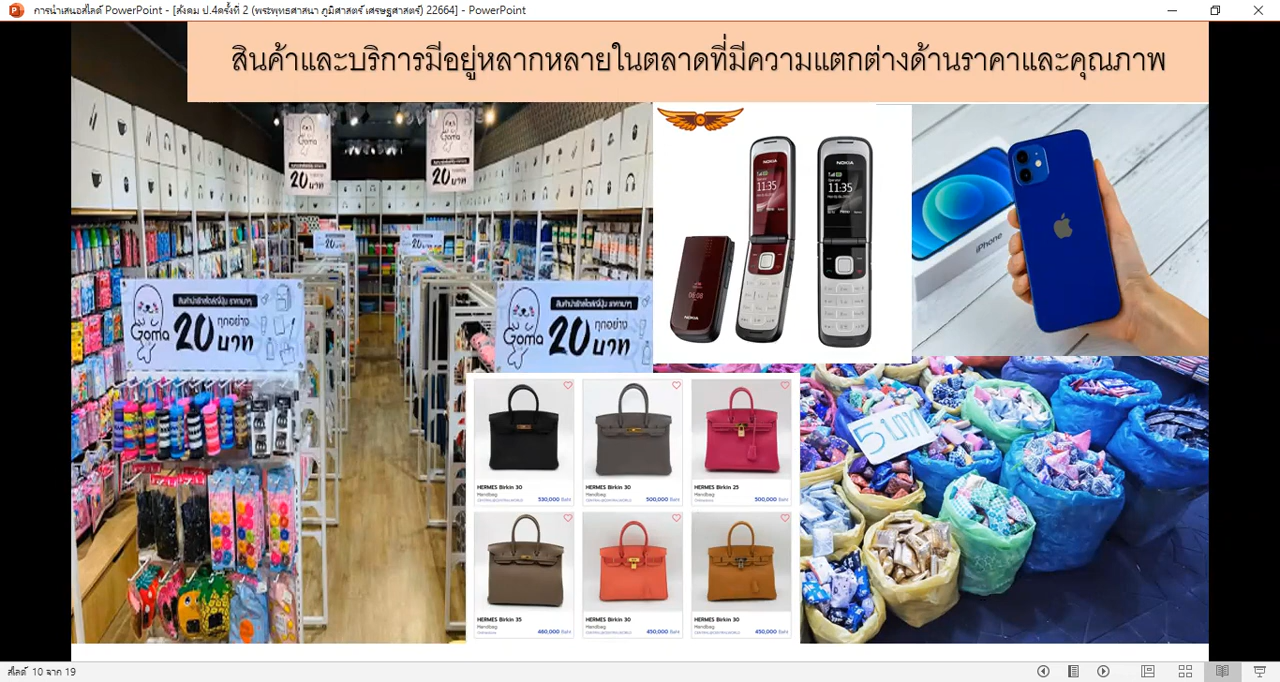 การนำเสนอสไลด์ PowerPoint - [สังคม ป.4ครั้งที่ 2 (พระพุทธศาสนา ภูมิศาสตร์ เศรษฐศาสตร์) 22664] - PowerPoint
สินค้าและบริการมีอยู่หลากหลายในตลาดที่มีความแตกต่างด้านราคาและคุณภาพ
Goma
20
บาท
Goma
20
บาท
20
20
Goma
ทุกอย่าง
20 บาท
Goma
ทุกอย่าง
20 บาท
NOKIA
11:35
NOKIA
11:35
08:08
NOKIA
iPhone
5 บาท
HERMES Birkin 30
Handbag
530,000 Baht
HERMES Birkin 30
Handbag
500,000 Baht
HERMES Birkin 25
Handbag
500,000 Baht
HERMES Birkin 35
Handbag
460,000 Baht
HERMES Birkin 30
Handbag
450,000 Baht
HERMES Birkin 30
Handbag
450,000 Baht
สไลด์ 10 จาก 19